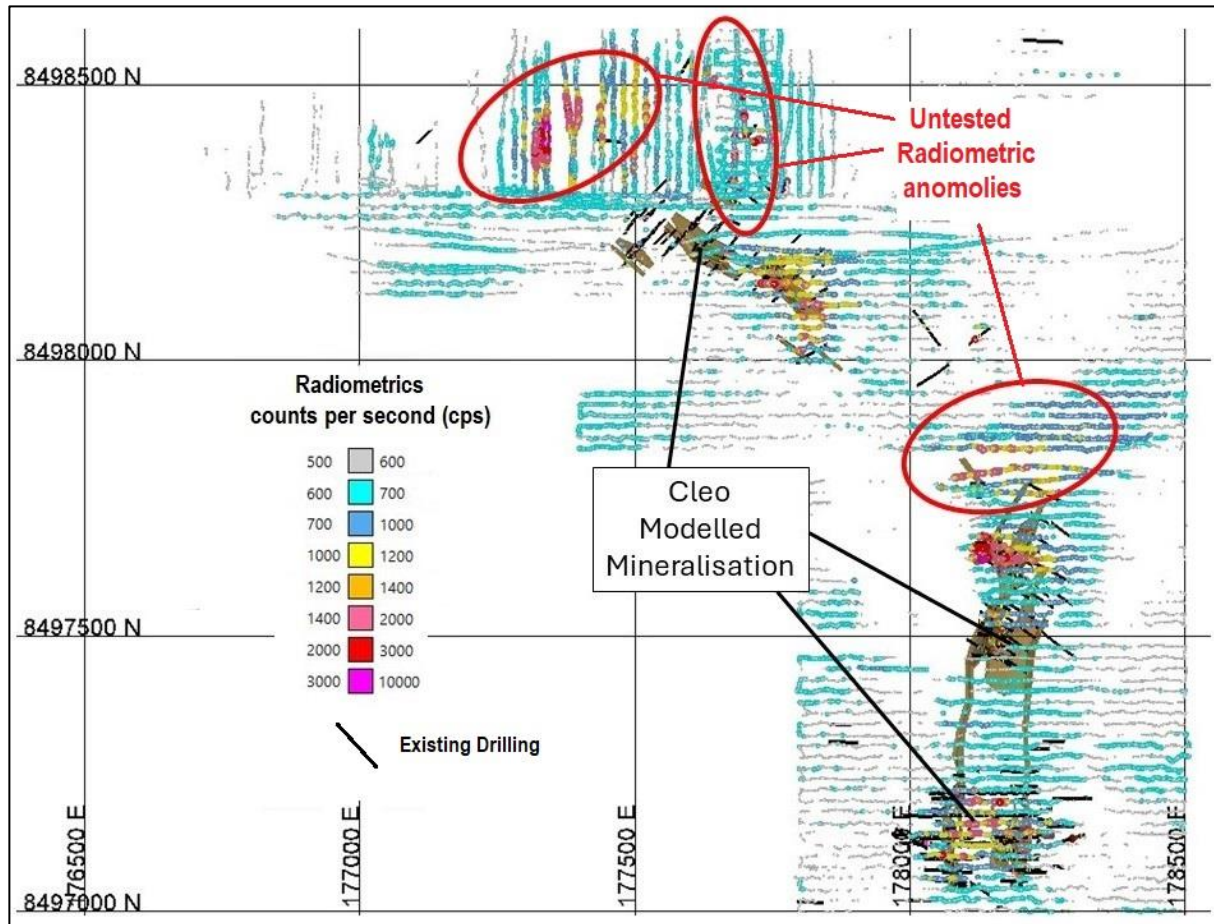 8498500 N
Untested
Radiometric
anomolies
8498000 N
Radiometrics
counts per second (cps)
500 600
600 700
700 1000
1000 1200
1200 1400
1400 2000
2000 3000
3000 10000
Cleo
Modelled
Mineralisation
8497500 N
Existing Drilling
176500 E
177000 E
177500 E
178000 E
178500 E
8497000 N